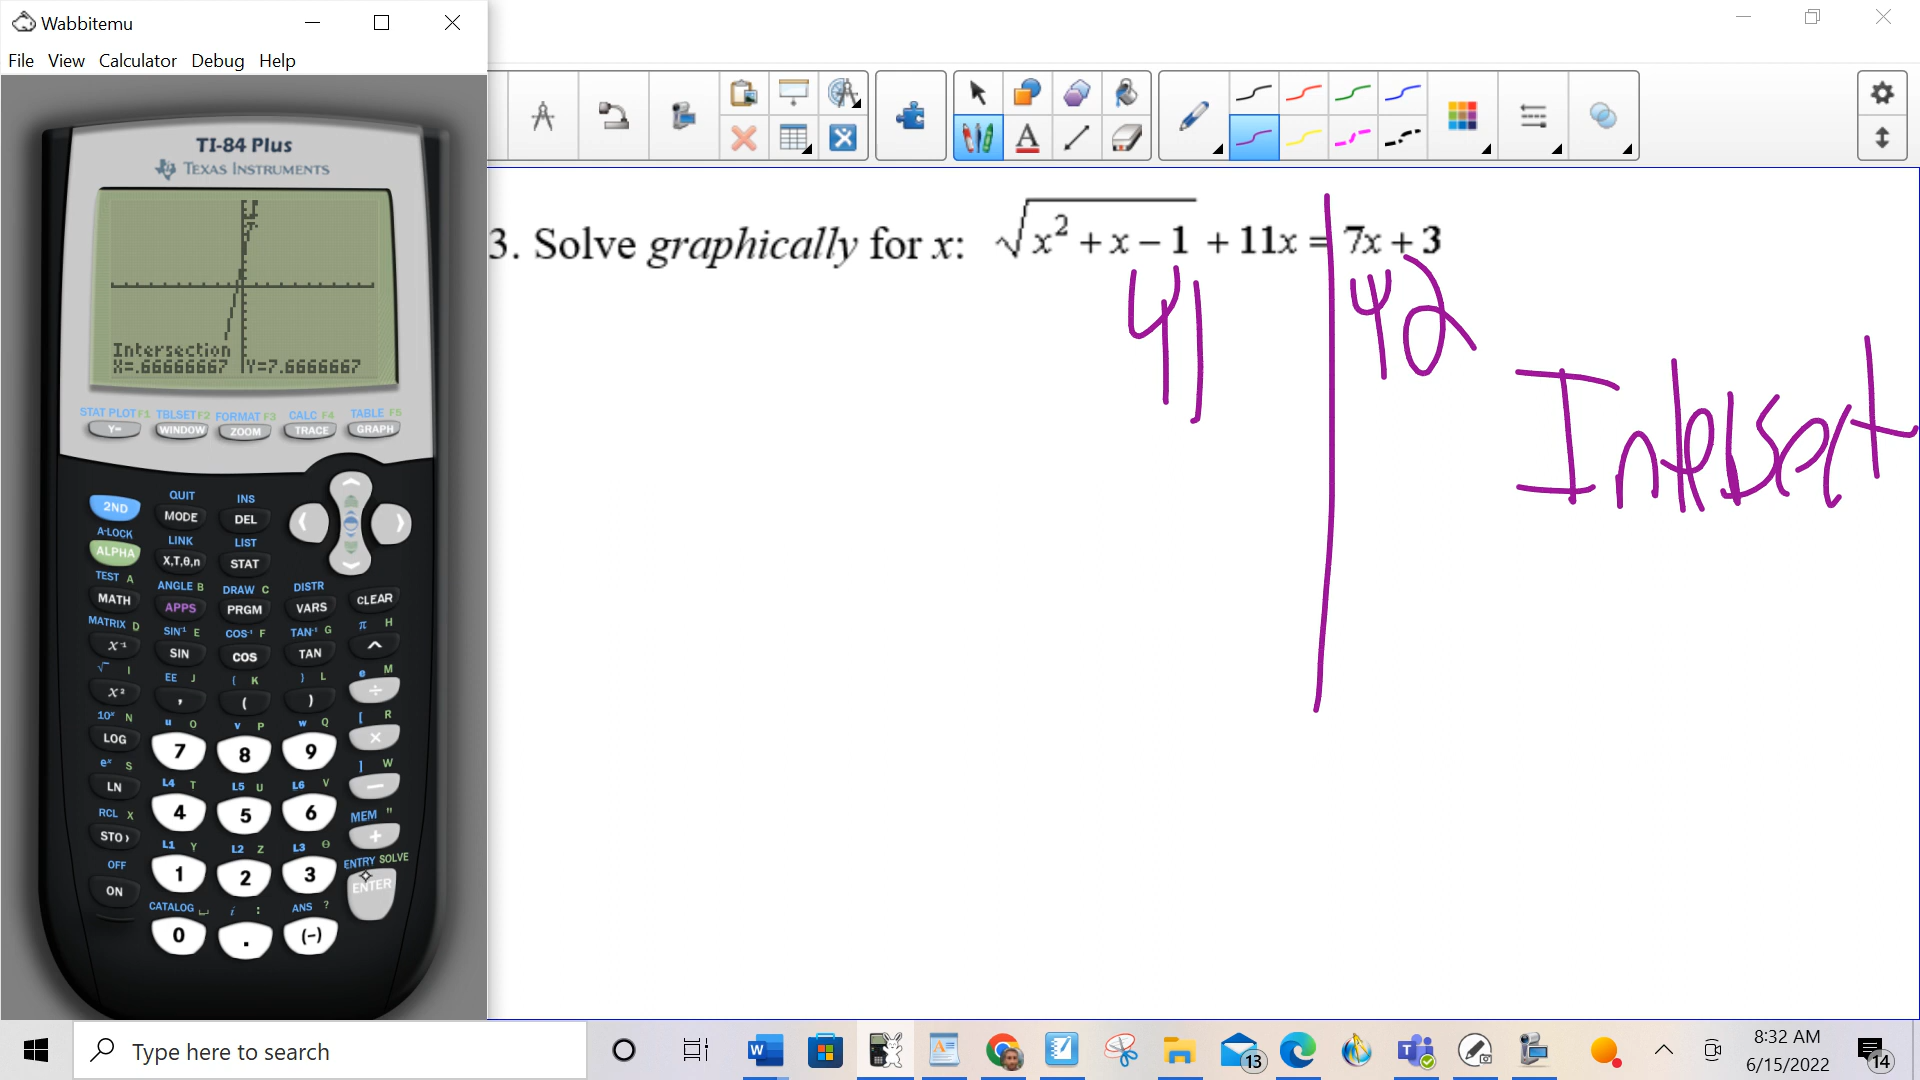 Wabbitemu
File View Calculator Debug Help
TI-84 Plus
TEXAS INSTRUMENTS
Intersection
X=.66666667 Y=7.6666667
STAT PLOT F1 TBLSET F2 FORMAT F3 CALC F4 TABLE F5
Y= WINDOW ZOOM TRACE GRAPH
QUIT INS
2ND MODE DEL
A-LOCK LINK LIST
ALPHA X,T,θ,n STAT
TEST A ANGLE B DRAW C DISTR
MATH APPS PRGM VARS CLEAR
MATRIX D SIN⁻¹ E COS⁻¹ F TAN⁻¹ G π H
X⁻¹ SIN COS TAN ^
√ I EE J { K } L e M
X² , ( ) ÷
10ˣ N u O v P w Q [ R
LOG 7 8 9 ×
eˣ S L4 T L5 U L6 V ] W
LN 4 5 6 −
RCL X L1 Y L2 Z L3 θ MEM "
STO› 1 2 3 +
OFF CATALOG ⎵ i : ANS ? ENTRY SOLVE
ON 0 . (−) ENTER
3. Solve graphically for x: √x² + x − 1 + 11x = 7x + 3
y1 y2
Intersect
Type here to search
13
8:32 AM
6/15/2022
14